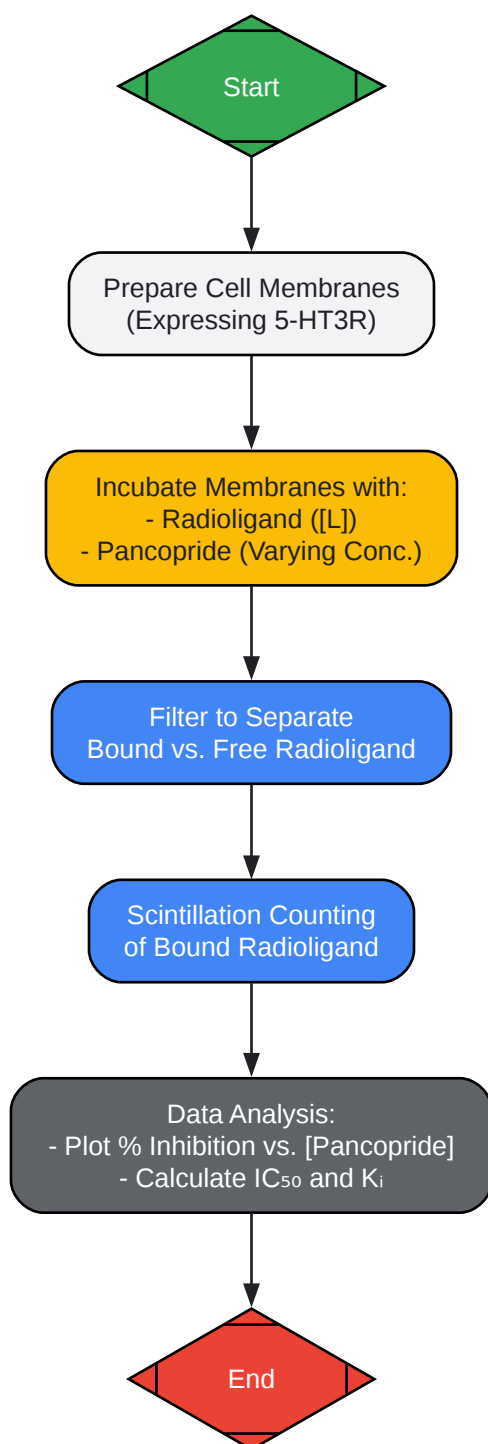 Start
Prepare Cell Membranes
(Expressing 5-HT3R)
Incubate Membranes with:
- Radioligand ([L])
- Pancopride (Varying Conc.)
Filter to Separate
Bound vs. Free Radioligand
Scintillation Counting
of Bound Radioligand
Data Analysis:
- Plot % Inhibition vs. [Pancopride]
- Calculate IC₅₀ and Kᵢ
End